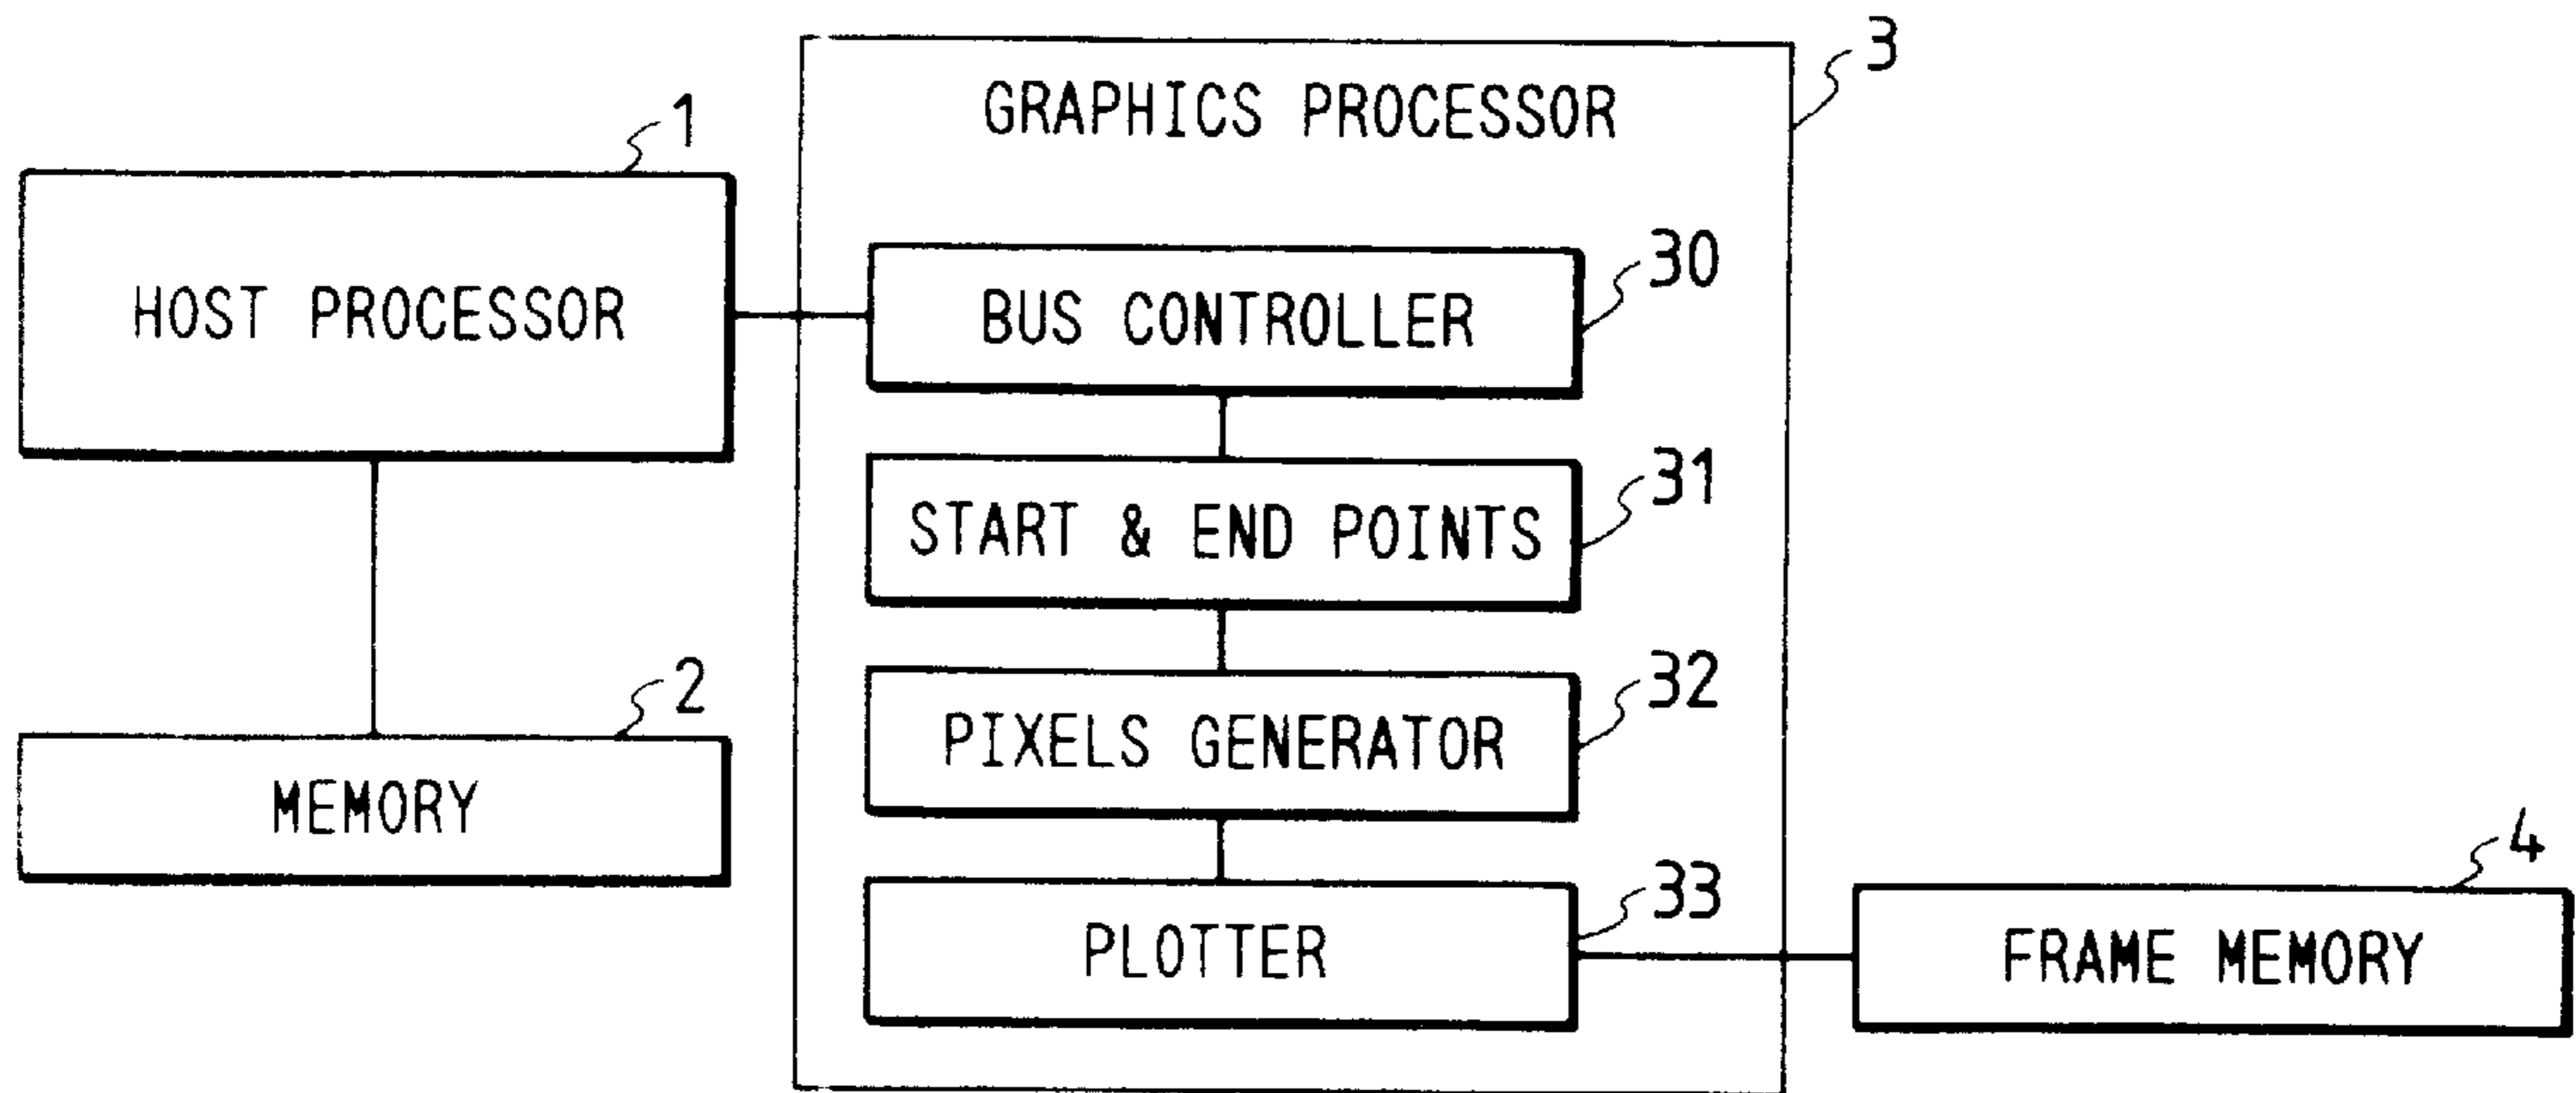 3
GRAPHICS PROCESSOR
1
HOST PROCESSOR
30
BUS CONTROLLER
31
START & END POINTS
2
MEMORY
32
PIXELS GENERATOR
33
PLOTTER
4
FRAME MEMORY